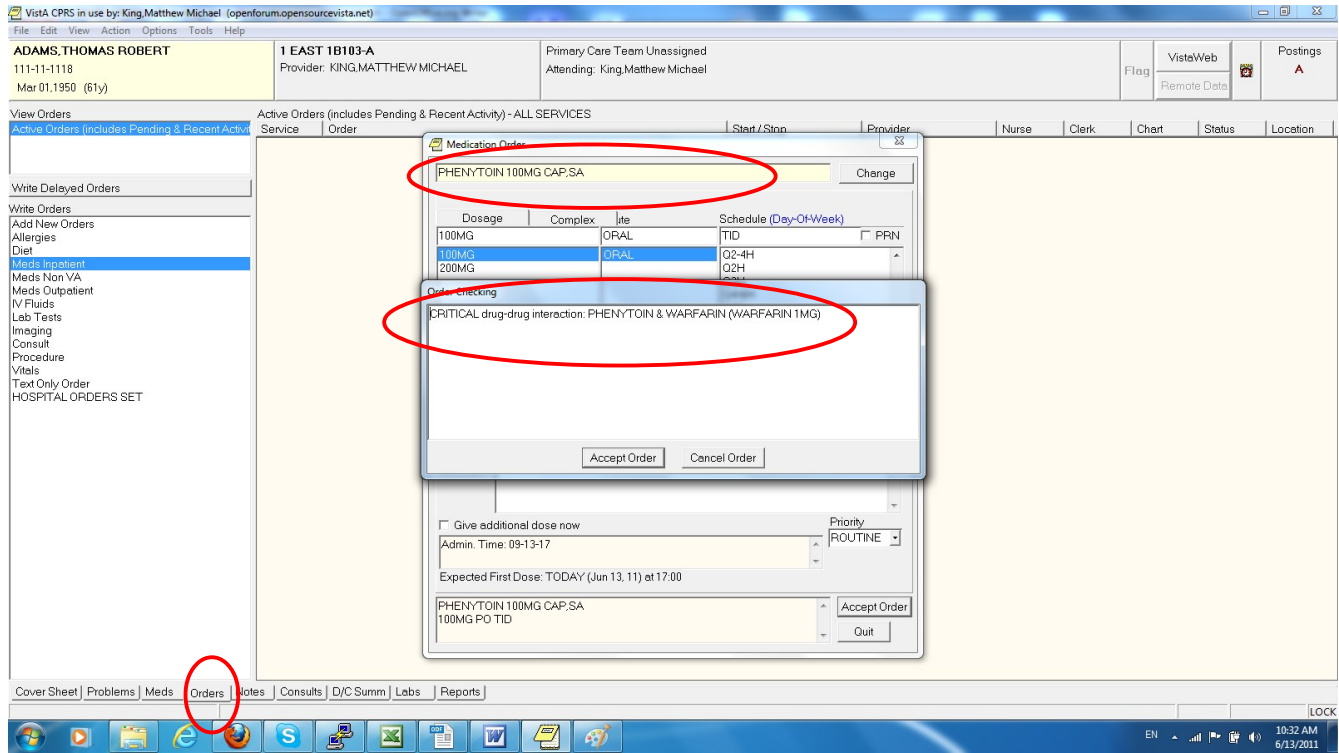 VistA CPRS in use by: King,Matthew Michael (openforum.opensourcevista.net)
File Edit View Action Options Tools Help
ADAMS,THOMAS ROBERT
111-11-1118
Mar 01,1950 (61y)
1 EAST 1B103-A
Provider: KING,MATTHEW MICHAEL
Primary Care Team Unassigned
Attending: King,Matthew Michael
Flag
VistaWeb
Remote Data
Postings
A
View Orders
Active Orders (includes Pending & Recent Activi
Active Orders (includes Pending & Recent Activity) - ALL SERVICES
Service Order Start / Stop Provider Nurse Clerk Chart Status Location
Write Delayed Orders
Write Orders
Add New Orders
Allergies
Diet
Meds Inpatient
Meds Non VA
Meds Outpatient
IV Fluids
Lab Tests
Imaging
Consult
Procedure
Vitals
Text Only Order
HOSPITAL ORDERS SET
Medication Order
PHENYTOIN 100MG CAP,SA
Change
Dosage Complex ute Schedule (Day-Of-Week)
100MG ORAL TID PRN
100MG ORAL Q2-4H
200MG Q2H
Order Checking
CRITICAL drug-drug interaction: PHENYTOIN & WARFARIN (WARFARIN 1MG)
Accept Order Cancel Order
Give additional dose now
Priority
ROUTINE
Admin. Time: 09-13-17
Expected First Dose: TODAY (Jun 13, 11) at 17:00
PHENYTOIN 100MG CAP,SA
100MG PO TID
Accept Order
Quit
Cover Sheet Problems Meds Orders Notes Consults D/C Summ Labs Reports
LOCK
EN
10:32 AM
6/13/2011